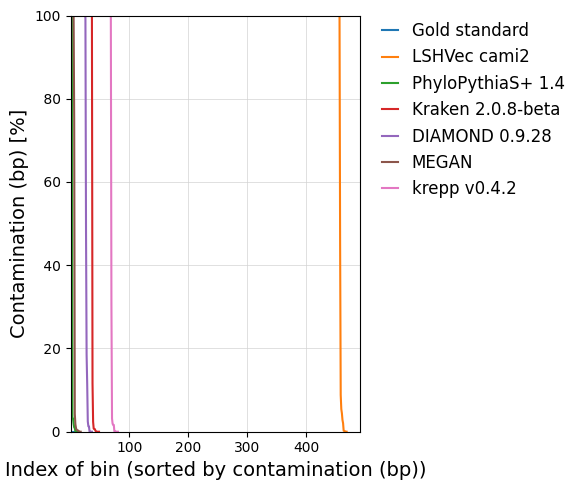 Contamination (bp) [%]
100
80
60
40
20
0
100 200 300 400
Index of bin (sorted by contamination (bp))
Gold standard
LSHVec cami2
PhyloPythiaS+ 1.4
Kraken 2.0.8-beta
DIAMOND 0.9.28
MEGAN
krepp v0.4.2